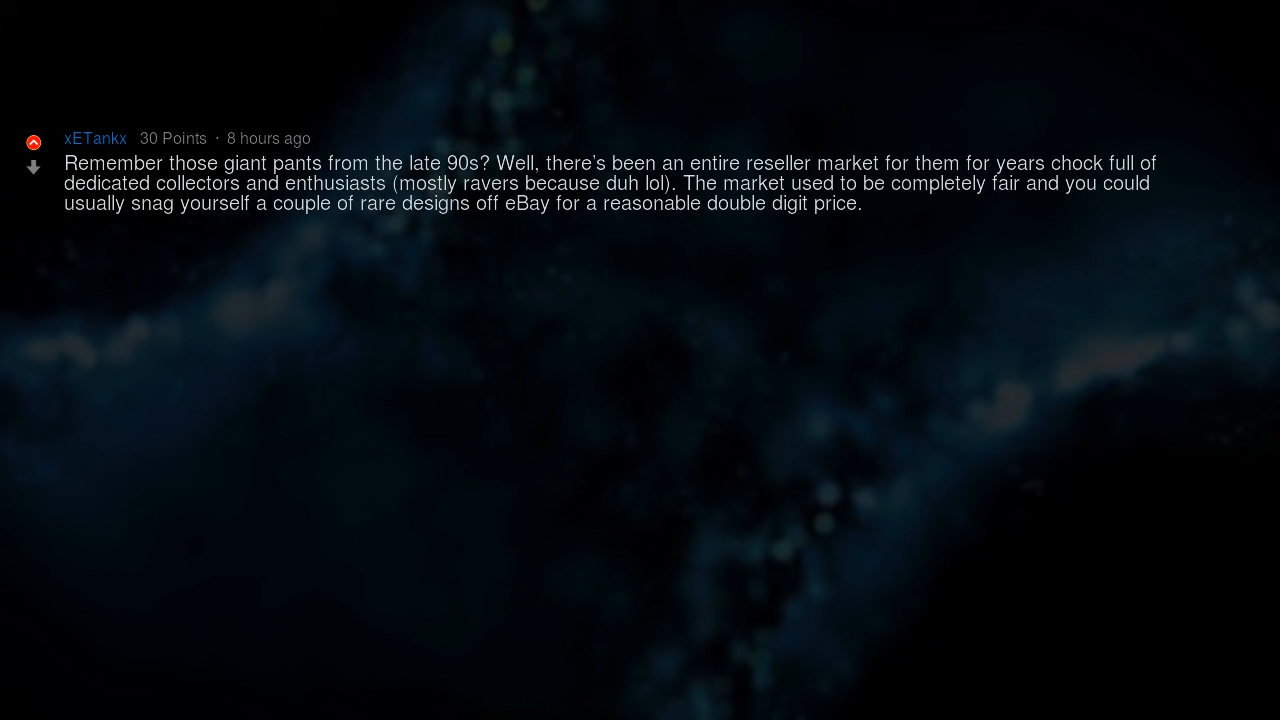 xETankx 30 Points · 8 hours ago
Remember those giant pants from the late 90s? Well, there's been an entire reseller market for them for years chock full of
dedicated collectors and enthusiasts (mostly ravers because duh lol). The market used to be completely fair and you could
usually snag yourself a couple of rare designs off eBay for a reasonable double digit price.